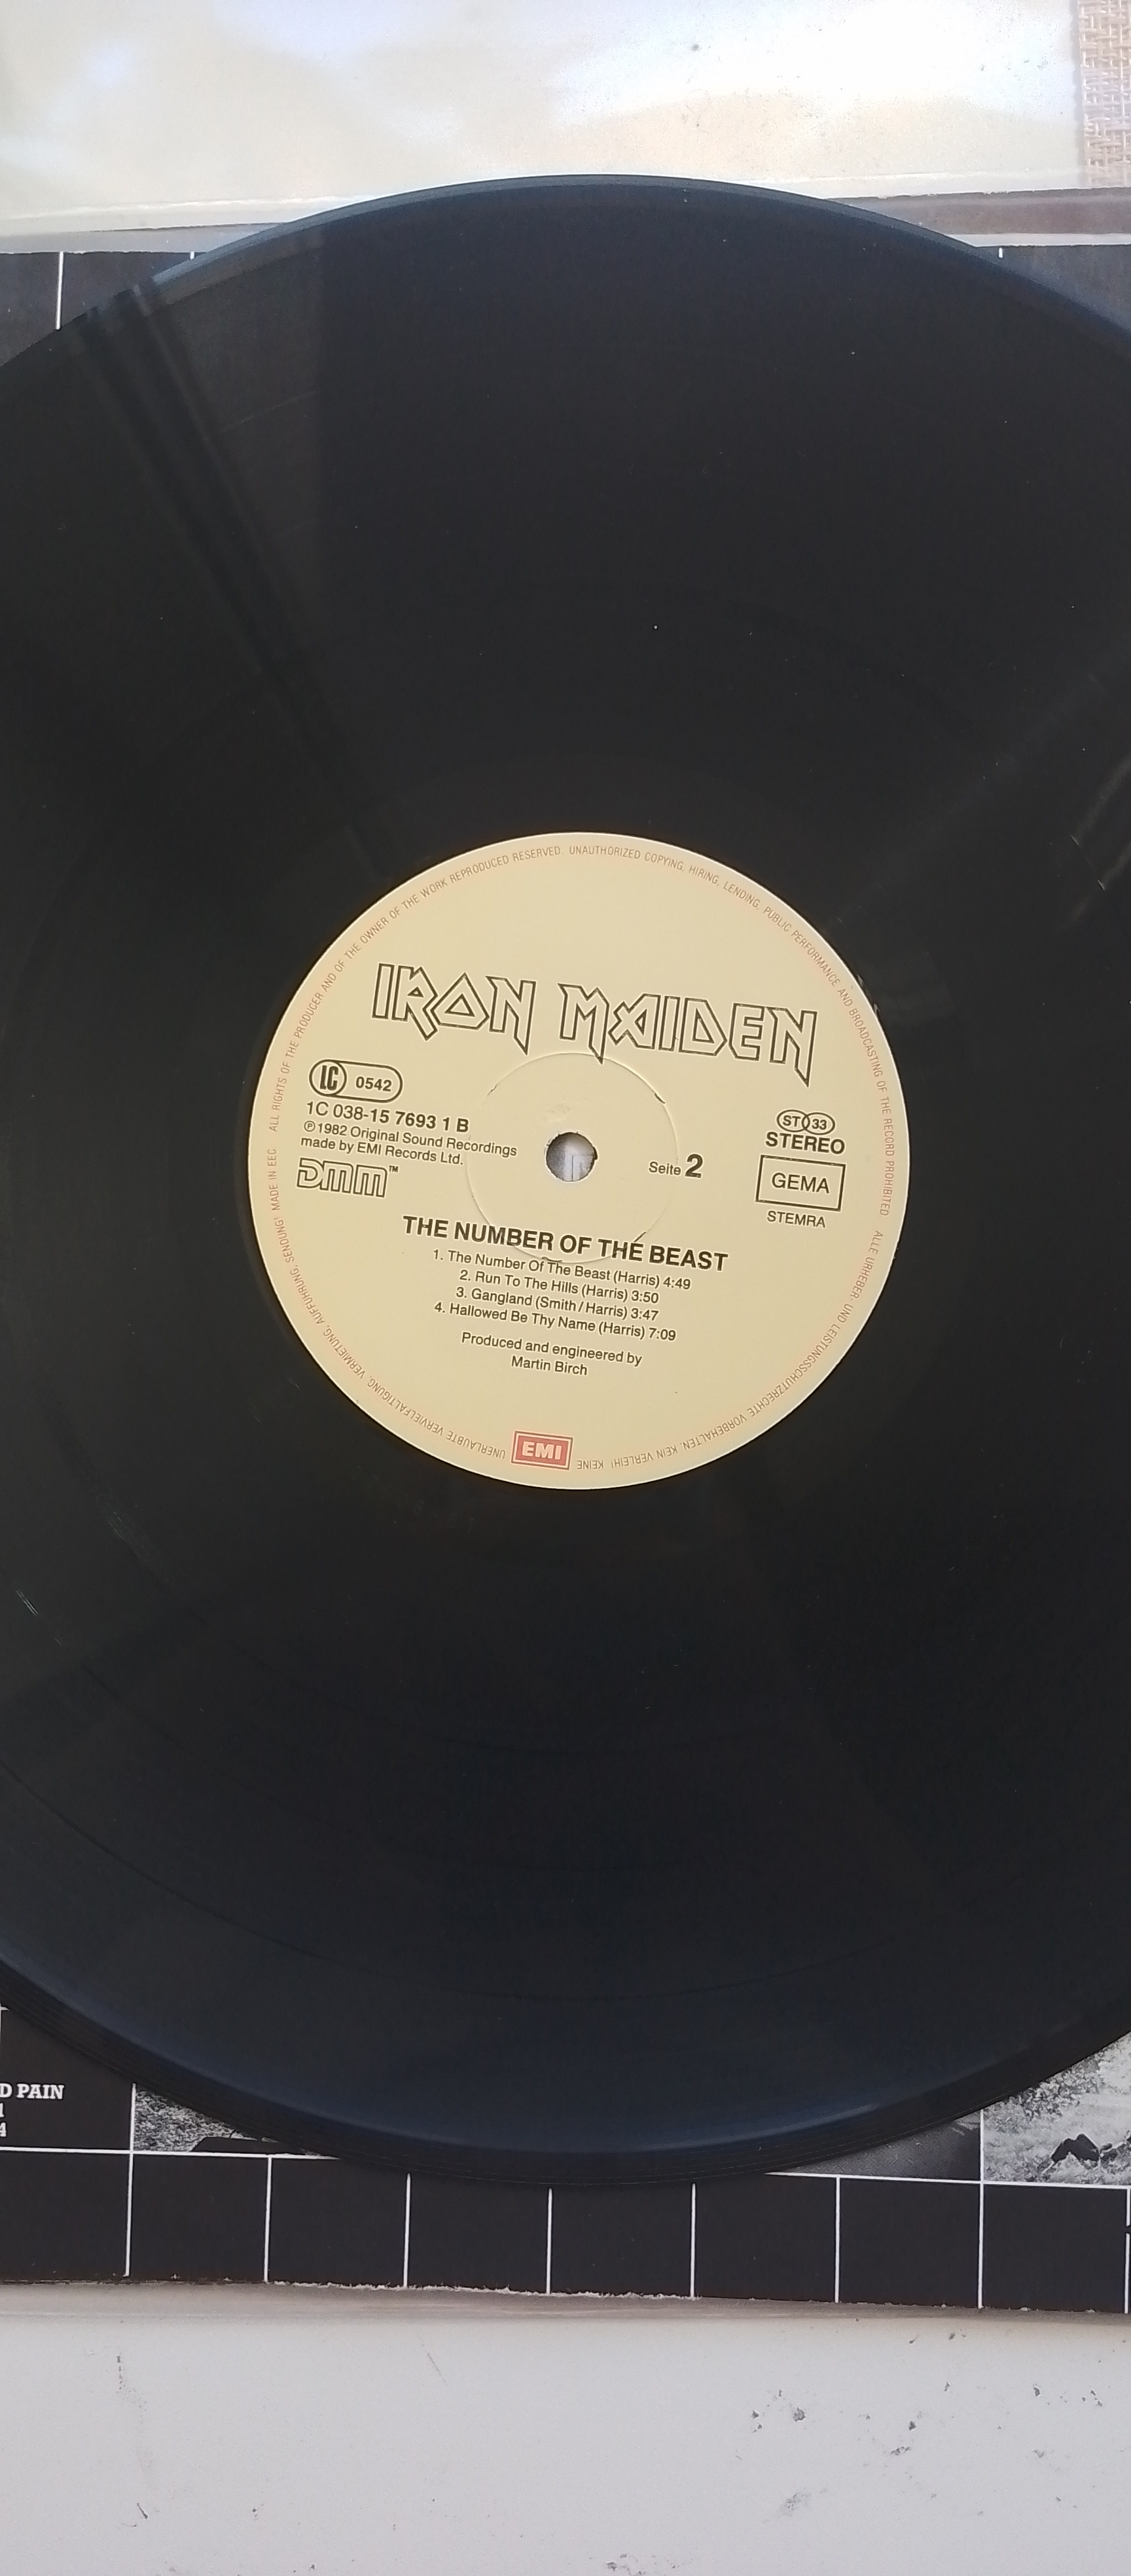 IRON MAIDEN
LC 0542
1C 038-15 7693 1 B
℗ 1982 Original Sound Recordings
made by EMI Records Ltd.
DMM™
Seite 2
ST 33
STEREO
GEMA
STEMRA
THE NUMBER OF THE BEAST
1. The Number Of The Beast (Harris) 4:49
2. Run To The Hills (Harris) 3:50
3. Gangland (Smith/Harris) 3:47
4. Hallowed Be Thy Name (Harris) 7:09
Produced and engineered by
Martin Birch
EMI
ALL RIGHTS OF THE PRODUCER AND OF THE OWNER OF THE WORK REPRODUCED RESERVED. UNAUTHORIZED COPYING, HIRING, LENDING, PUBLIC PERFORMANCE AND BROADCASTING OF THE RECORD PROHIBITED
ALLE URHEBER- UND LEISTUNGSSCHUTZRECHTE VORBEHALTEN. KEIN VERLEIH! KEINE UNERLAUBTE VERVIELFÄLTIGUNG, VERMIETUNG, AUFFÜHRUNG, SENDUNG! MADE IN EEC
D PAIN
4